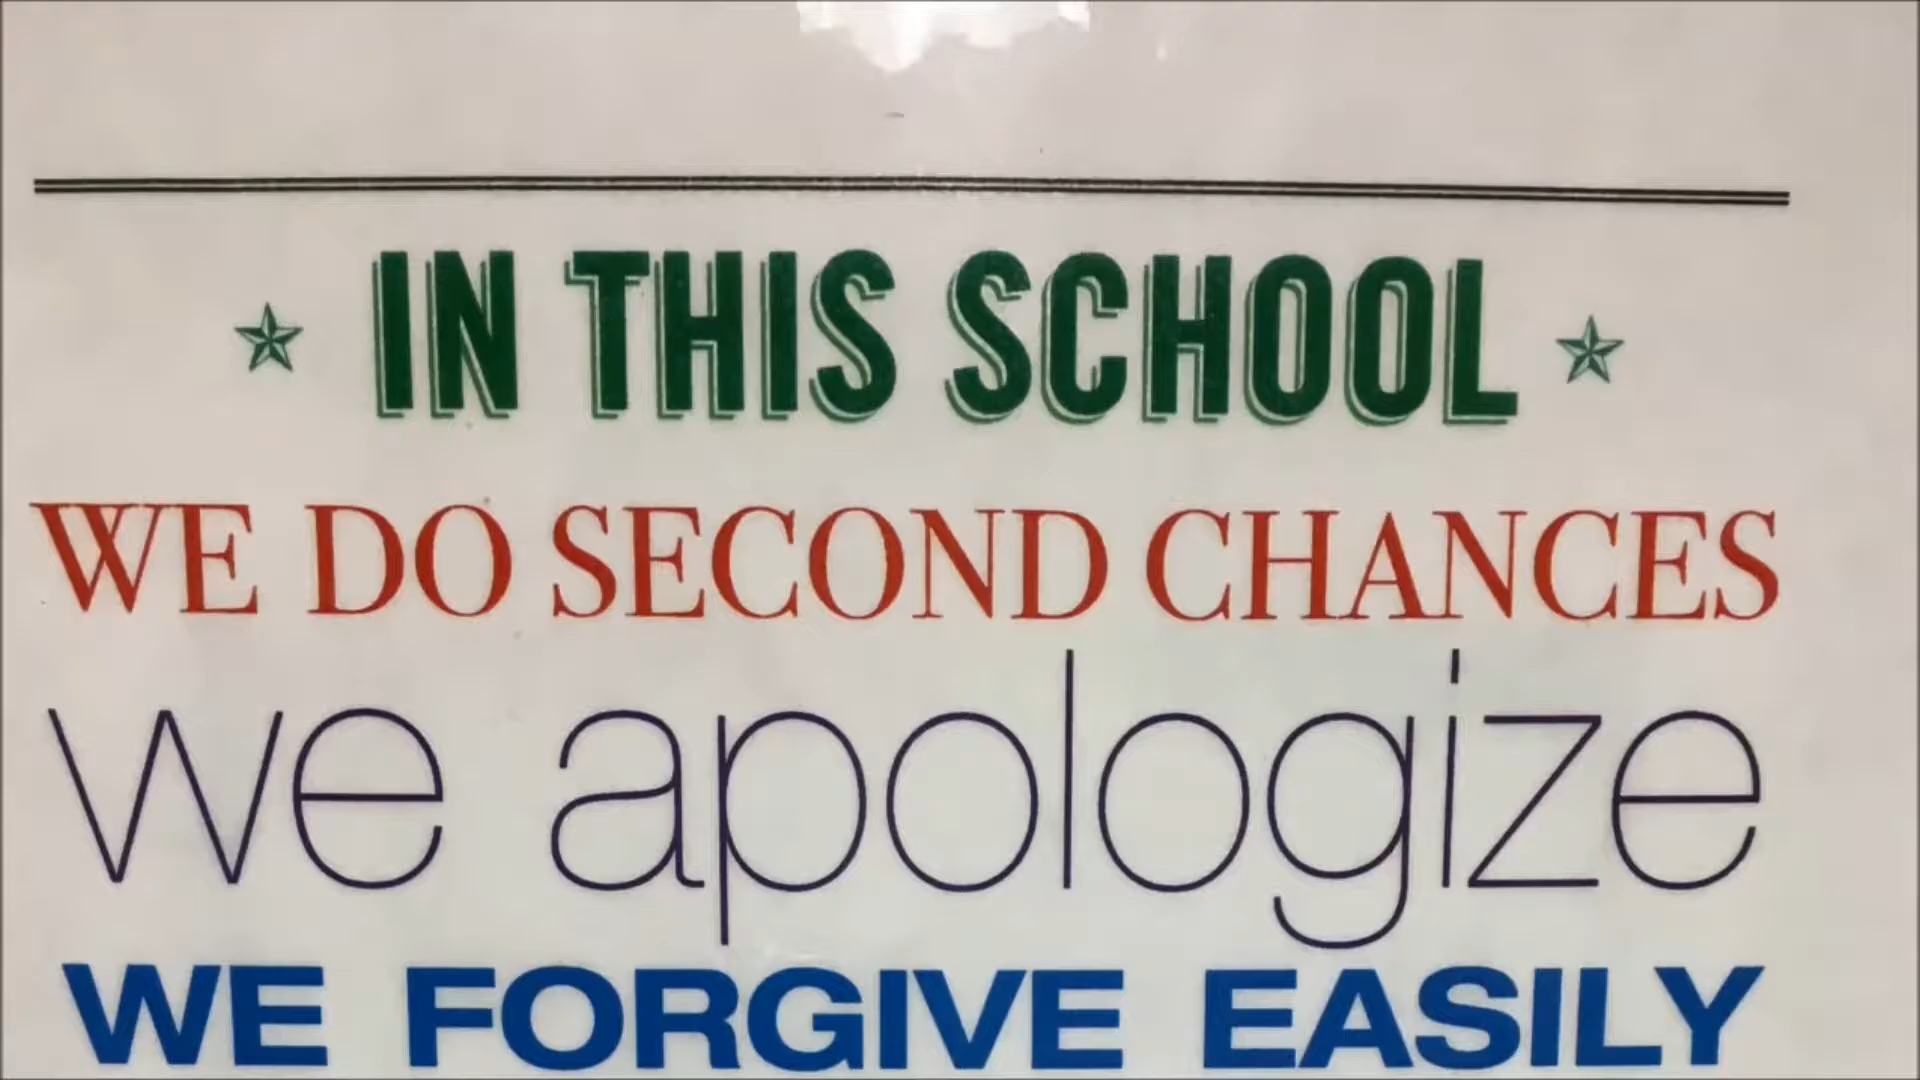 IN THIS SCHOOL
WE DO SECOND CHANCES
we apologize
WE FORGIVE EASILY